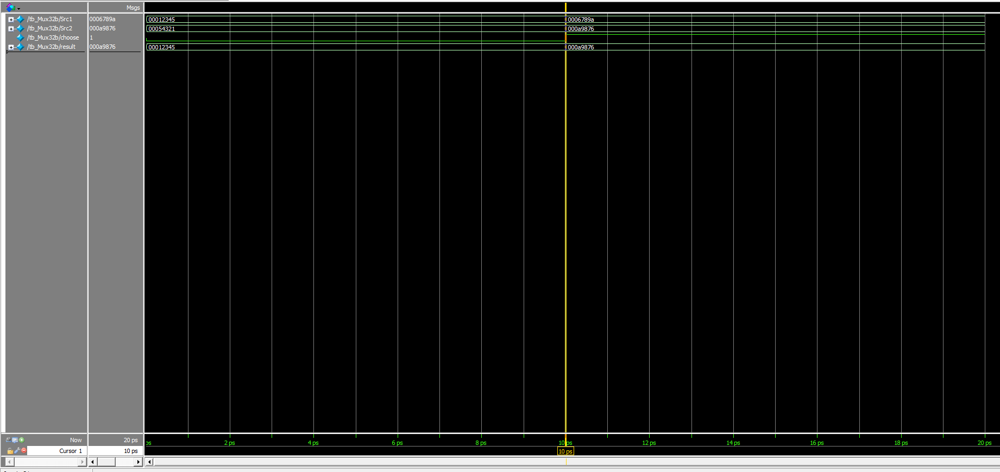 Msgs
/tb_Mux32b/Src1 0006789a 00012345 0006789a
/tb_Mux32b/Src2 000a9876 00054321 000a9876
/tb_Mux32b/choose 1
/tb_Mux32b/result 000a9876 00012345 000a9876
Now 20 ps ps 2 ps 4 ps 6 ps 8 ps 10 ps 12 ps 14 ps 16 ps 18 ps 20 ps
Cursor 1 10 ps 10 ps